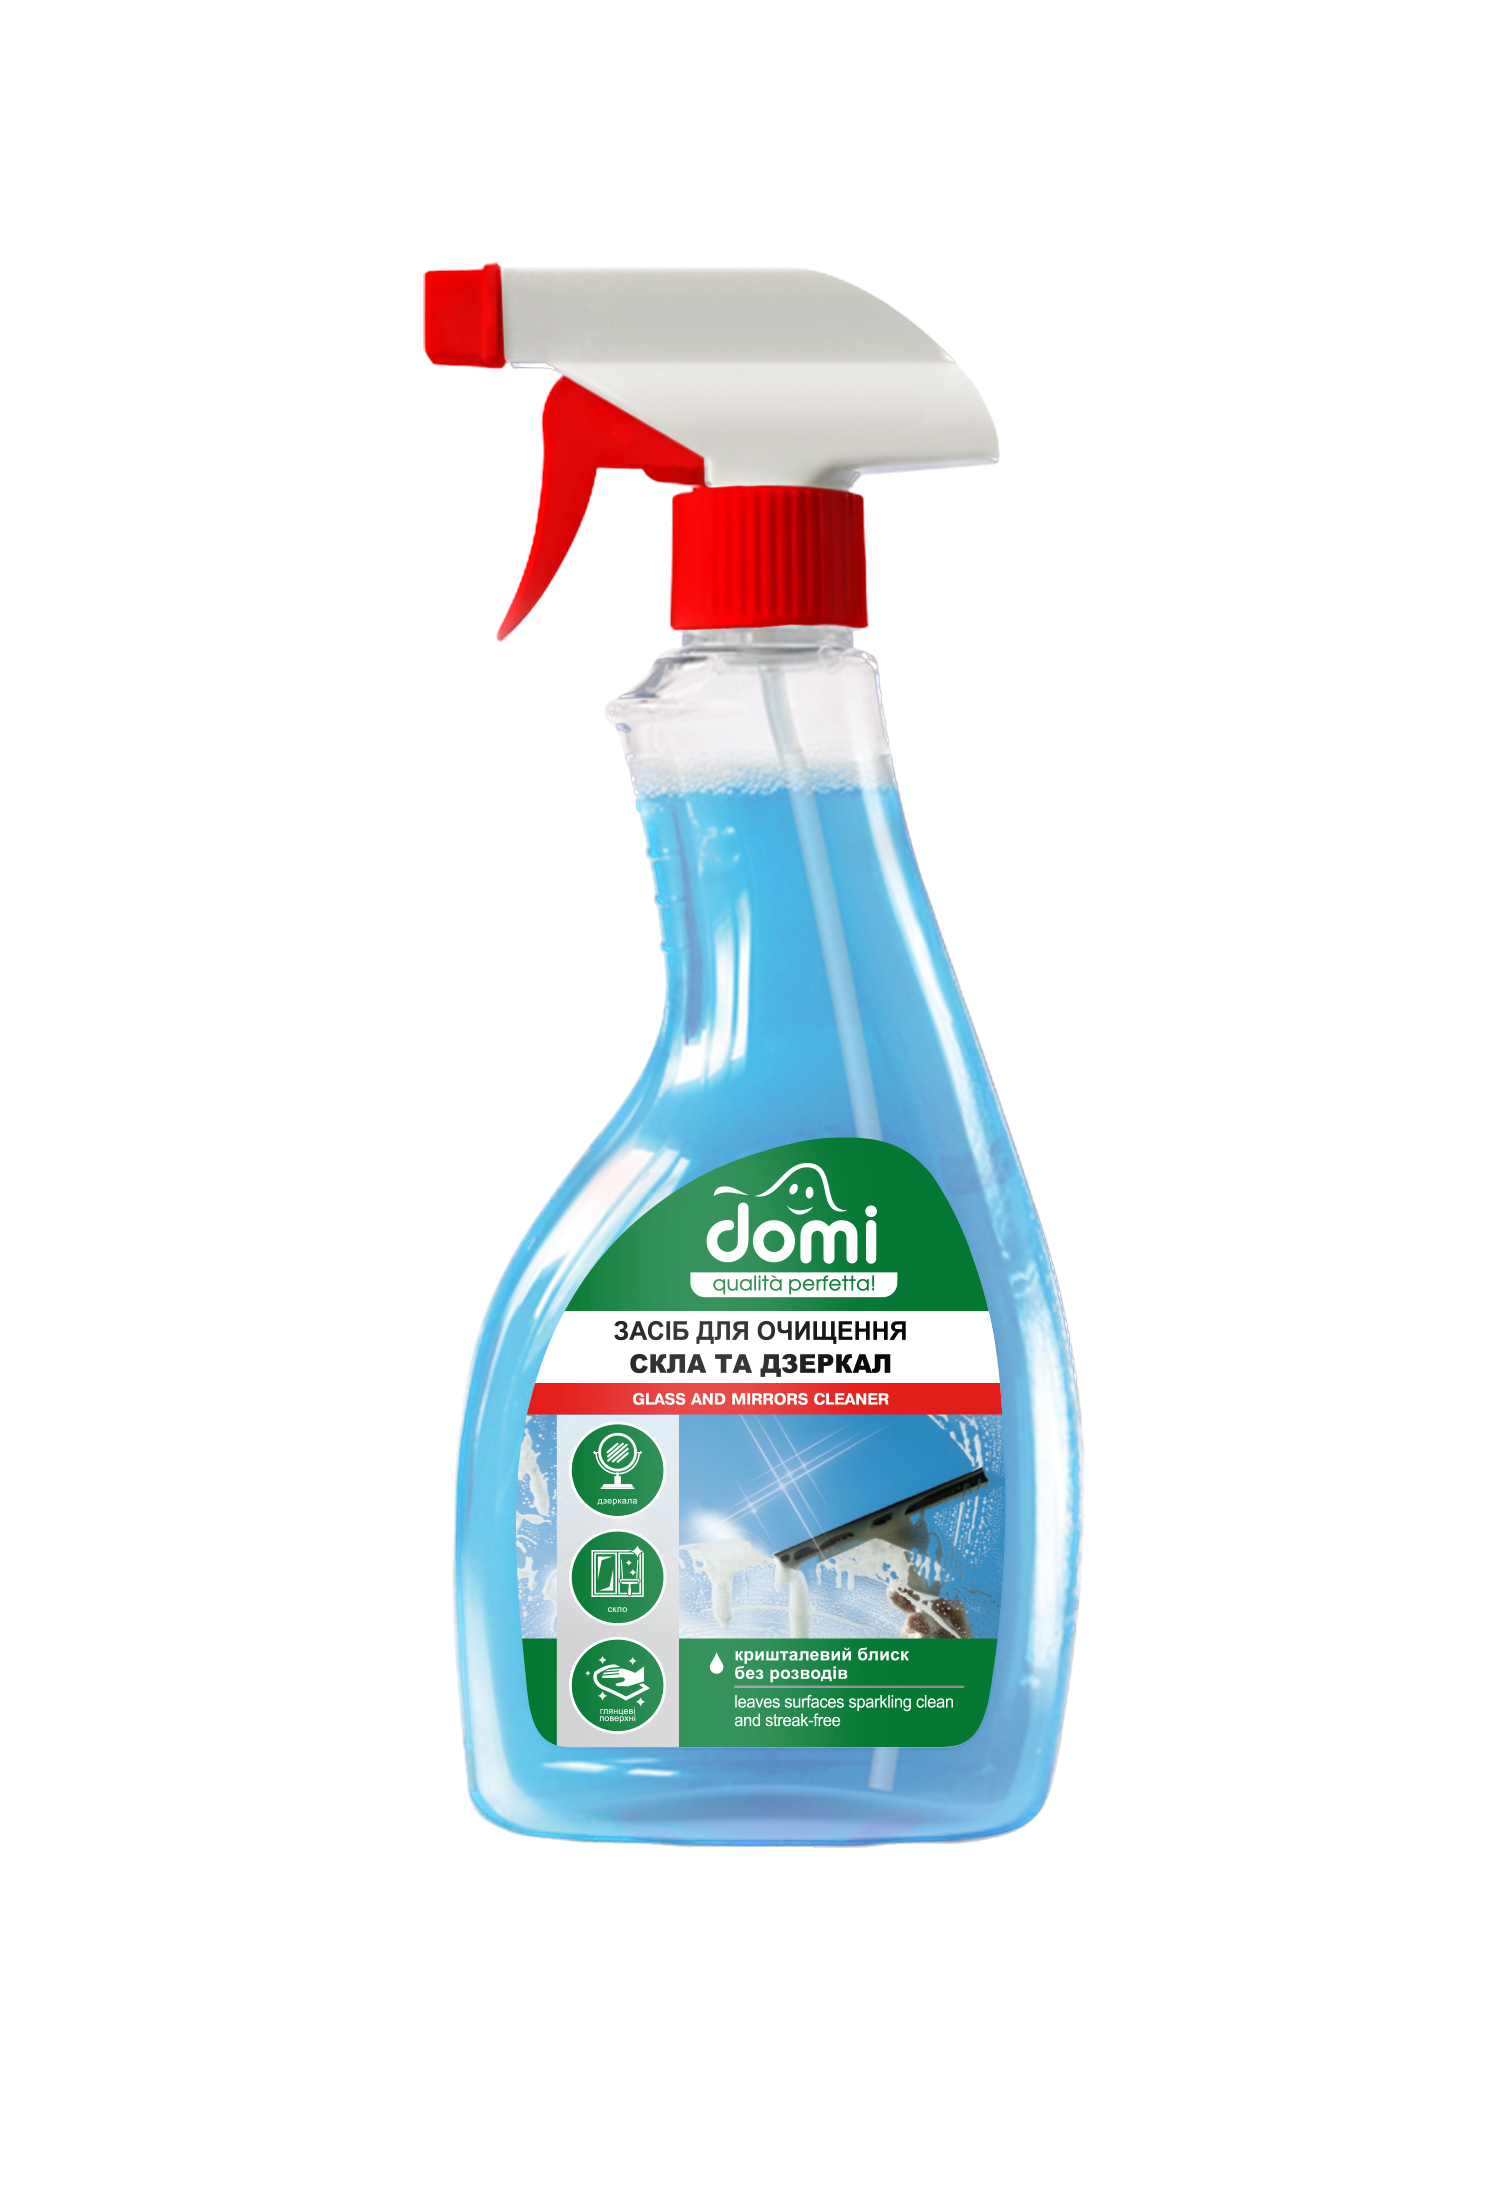 domi
qualità perfetta!
ЗАСІБ ДЛЯ ОЧИЩЕННЯ
СКЛА ТА ДЗЕРКАЛ
GLASS AND MIRRORS CLEANER
дзеркала
скло
глянцеві
поверхні
кришталевий блиск
без розводів
leaves surfaces sparkling clean
and streak-free